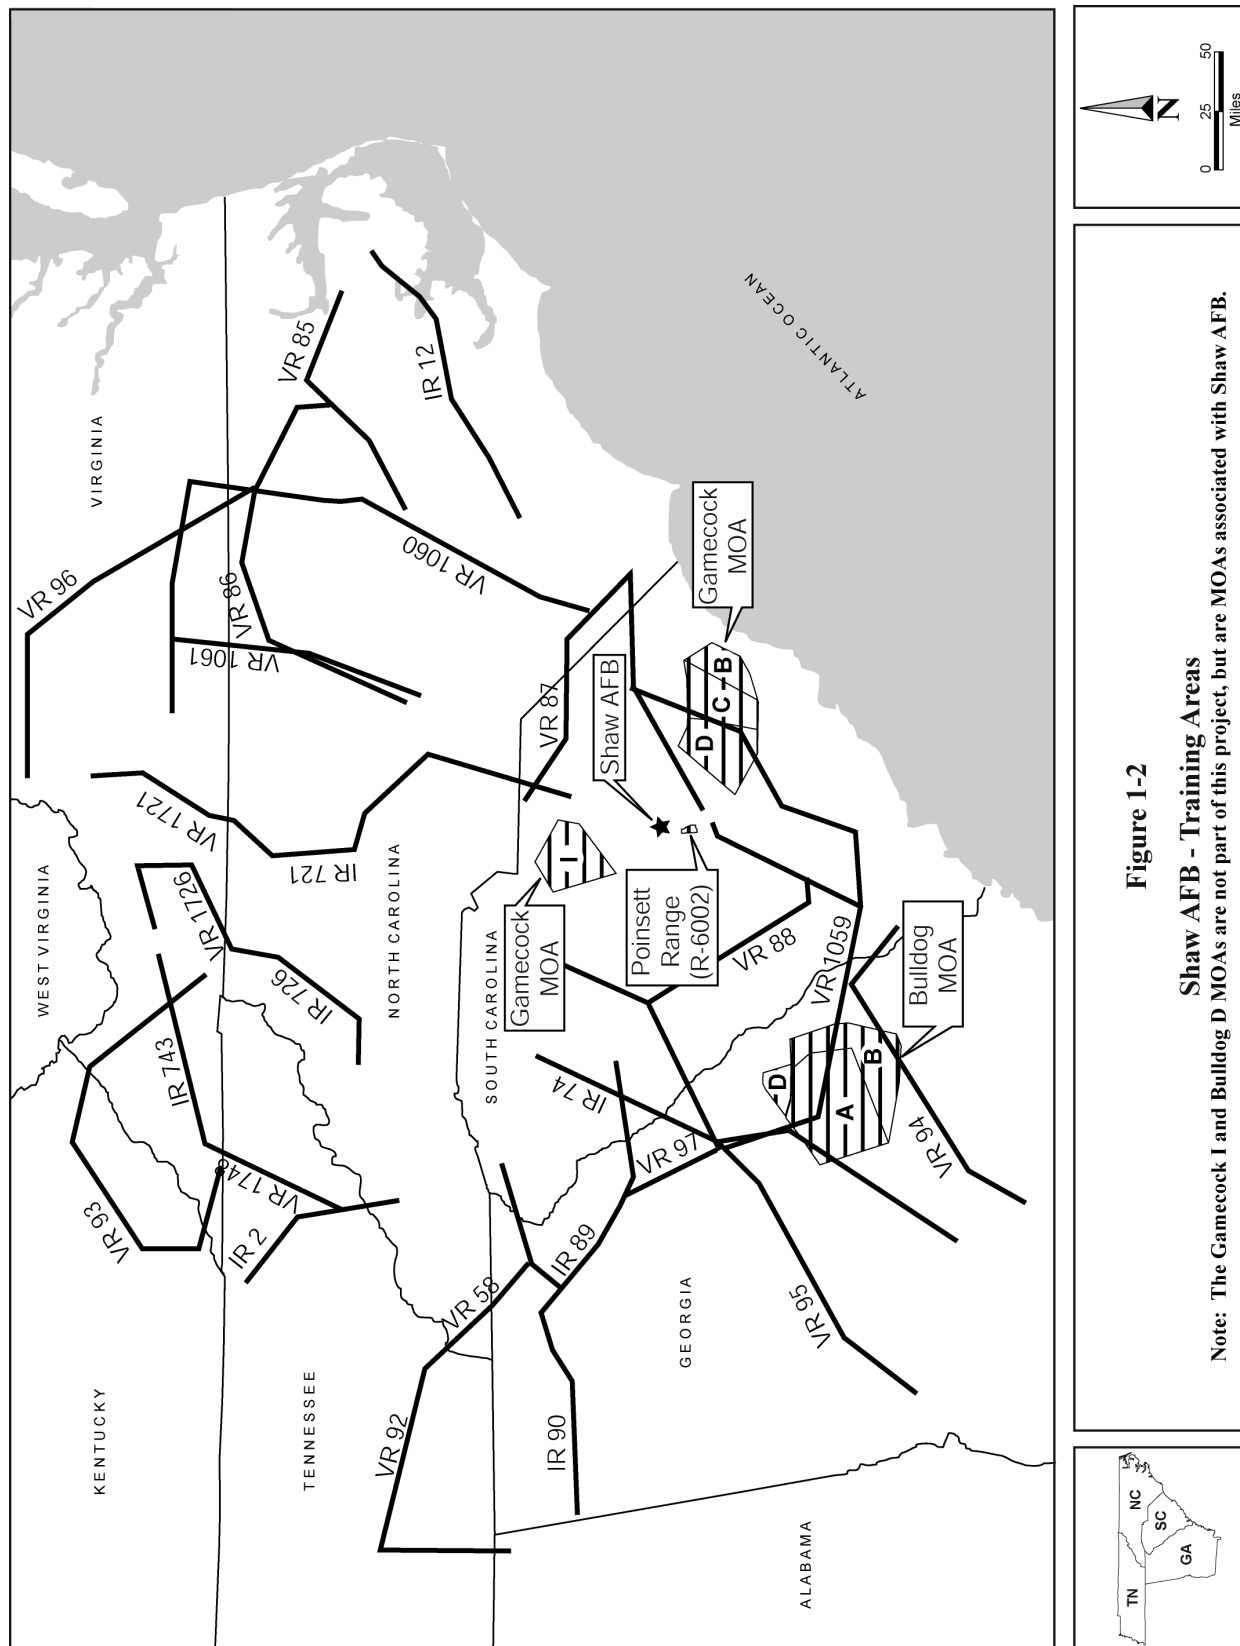 KENTUCKY
WEST VIRGINIA
VIRGINIA
TENNESSEE
NORTH CAROLINA
SOUTH CAROLINA
GEORGIA
ALABAMA
ATLANTIC OCEAN
VR 96
VR 93
VR 1721
VR 1726
IR 743
VR 1061
VR 86
VR 85
VR 1748
IR 2
IR 726
IR 721
VR 1060
IR 12
VR 92
VR 58
IR 90
IR 89
IR 74
VR 87
VR 97
VR 88
VR 1059
VR 95
VR 94
Gamecock
MOA
I
Shaw AFB
Poinsett
Range
(R-6002)
Gamecock
MOA
D
C
B
Bulldog
MOA
D
A
B
TN
NC
SC
GA
Figure 1-2
Shaw AFB - Training Areas
Note: The Gamecock I and Bulldog D MOAs are not part of this project, but are MOAs associated with Shaw AFB.
N
0 25 50
Miles